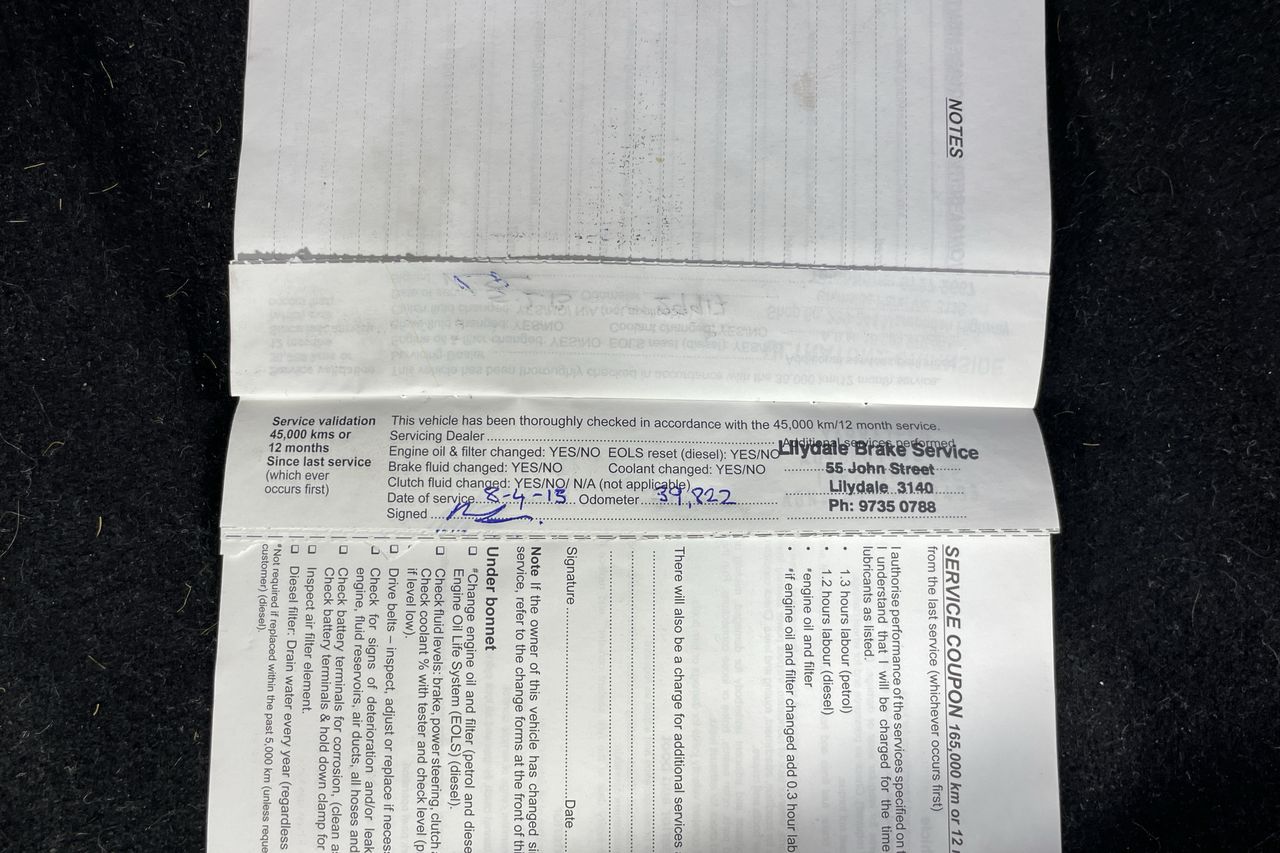 NOTES
Service validation
45,000 kms or
12 months
Since last service
(which ever
occurs first)
This vehicle has been thoroughly checked in accordance with the 45,000 km/12 month service.
Servicing Dealer
Additional services performed
Engine oil & filter changed: YES/NO EOLS reset (diesel): YES/NO
Brake fluid changed: YES/NO Coolant changed: YES/NO
Clutch fluid changed: YES/NO/ N/A (not applicable)
Date of service 8-4-13 Odometer 39,822
Signed
Lilydale Brake Service
55 John Street
Lilydale 3140
Ph: 9735 0788
SERVICE COUPON 165,000 km or 12
from the last service (whichever occurs first)
I authorise performance of the services specified on
I understand that I will be charged for the time
lubricants as listed.
• 1.3 hours labour (petrol)
• 1.2 hours labour (diesel)
• *engine oil and filter
• *if engine oil and filter changed add 0.3 hour
There will also be a charge for additional services
Signature Date
Note If the owner of this vehicle has changed
service, refer to the change forms at the front of
Under bonnet
*Change engine oil and filter (petrol and
Engine Oil Life System (EOLS) (diesel).
Check fluid levels: brake, power steering, clutch
Check coolant % with tester and check level
if level low).
Drive belts – inspect, adjust or replace if
Check for signs of deterioration and/or
engine, fluid reservoirs, air ducts, all hoses and
Check battery terminals for corrosion, (clean
Check battery terminals & hold down clamp for
Inspect air filter element.
Diesel filter: Drain water every year (regardless
*Not required if replaced within the past 5,000 km (unless
customer) (diesel).